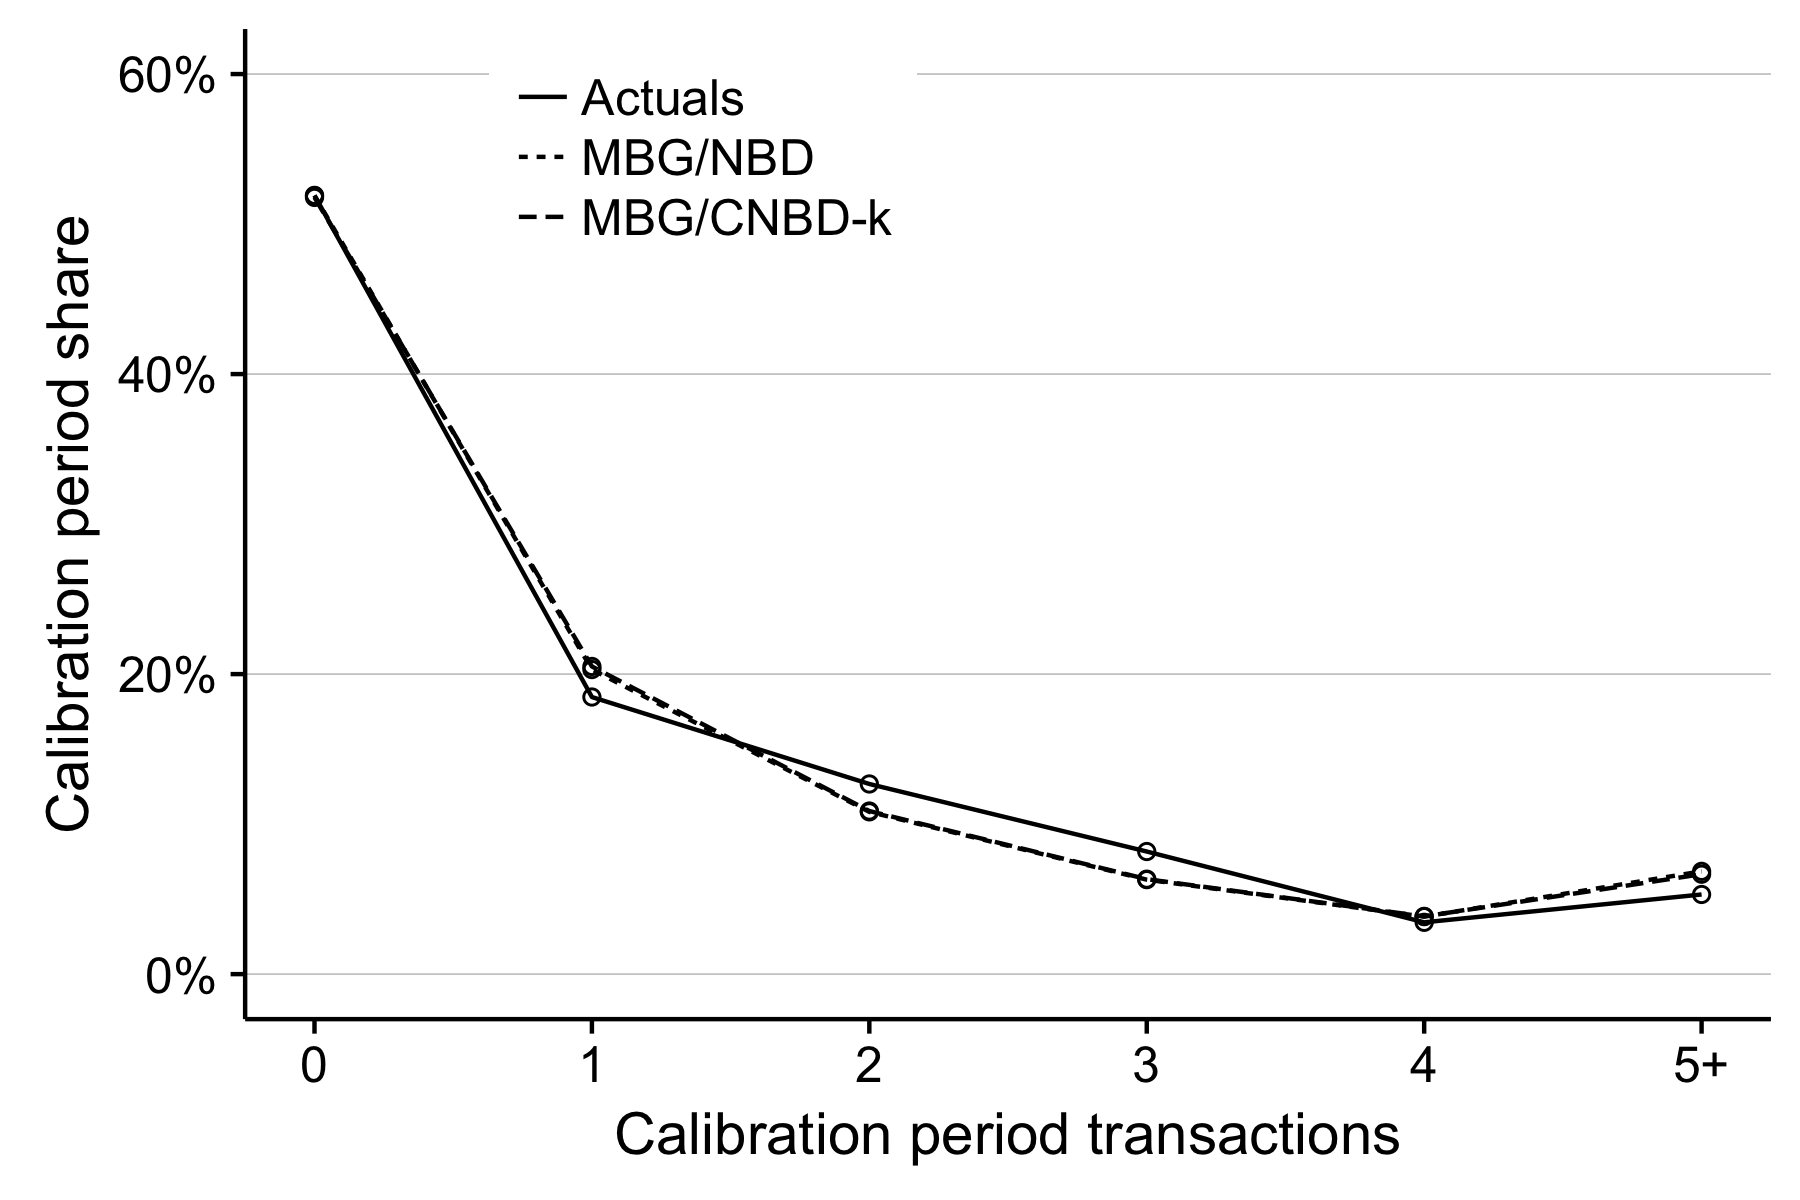 60%
40%
20%
0%
Calibration period share
Actuals
MBG/NBD
MBG/CNBD-k
0 1 2 3 4 5+
Calibration period transactions